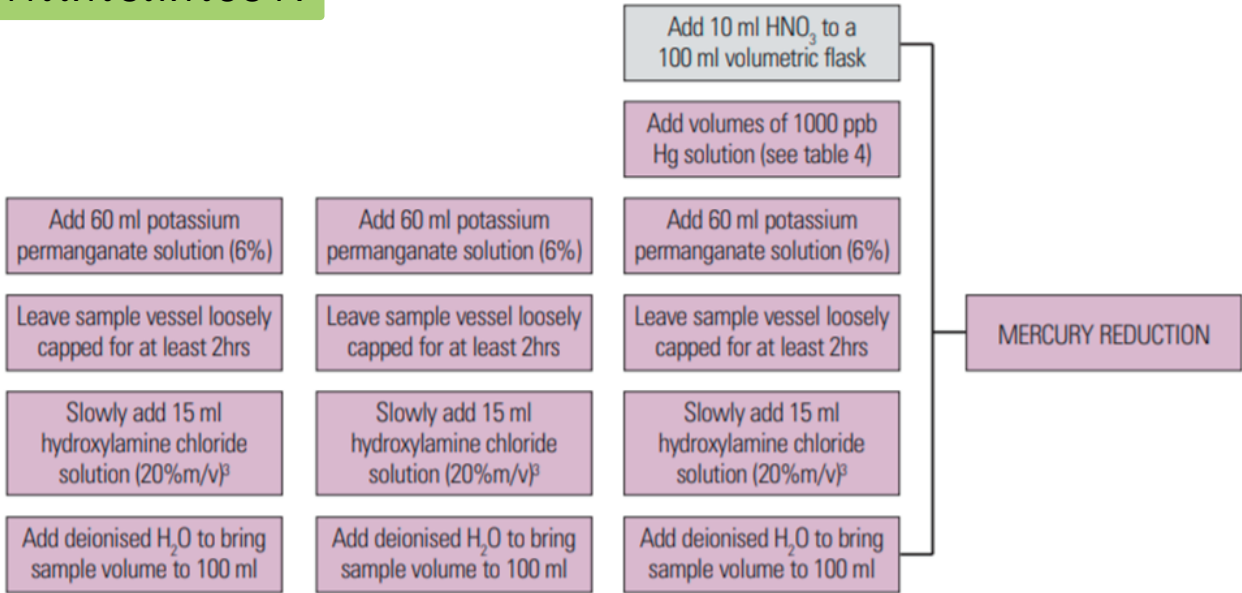 Add 10 ml HNO₃ to a
100 ml volumetric flask
Add volumes of 1000 ppb
Hg solution (see table 4)
Add 60 ml potassium
permanganate solution (6%)
Add 60 ml potassium
permanganate solution (6%)
Add 60 ml potassium
permanganate solution (6%)
Leave sample vessel loosely
capped for at least 2hrs
Leave sample vessel loosely
capped for at least 2hrs
Leave sample vessel loosely
capped for at least 2hrs
MERCURY REDUCTION
Slowly add 15 ml
hydroxylamine chloride
solution (20%m/v)³
Slowly add 15 ml
hydroxylamine chloride
solution (20%m/v)³
Slowly add 15 ml
hydroxylamine chloride
solution (20%m/v)³
Add deionised H₂O to bring
sample volume to 100 ml
Add deionised H₂O to bring
sample volume to 100 ml
Add deionised H₂O to bring
sample volume to 100 ml